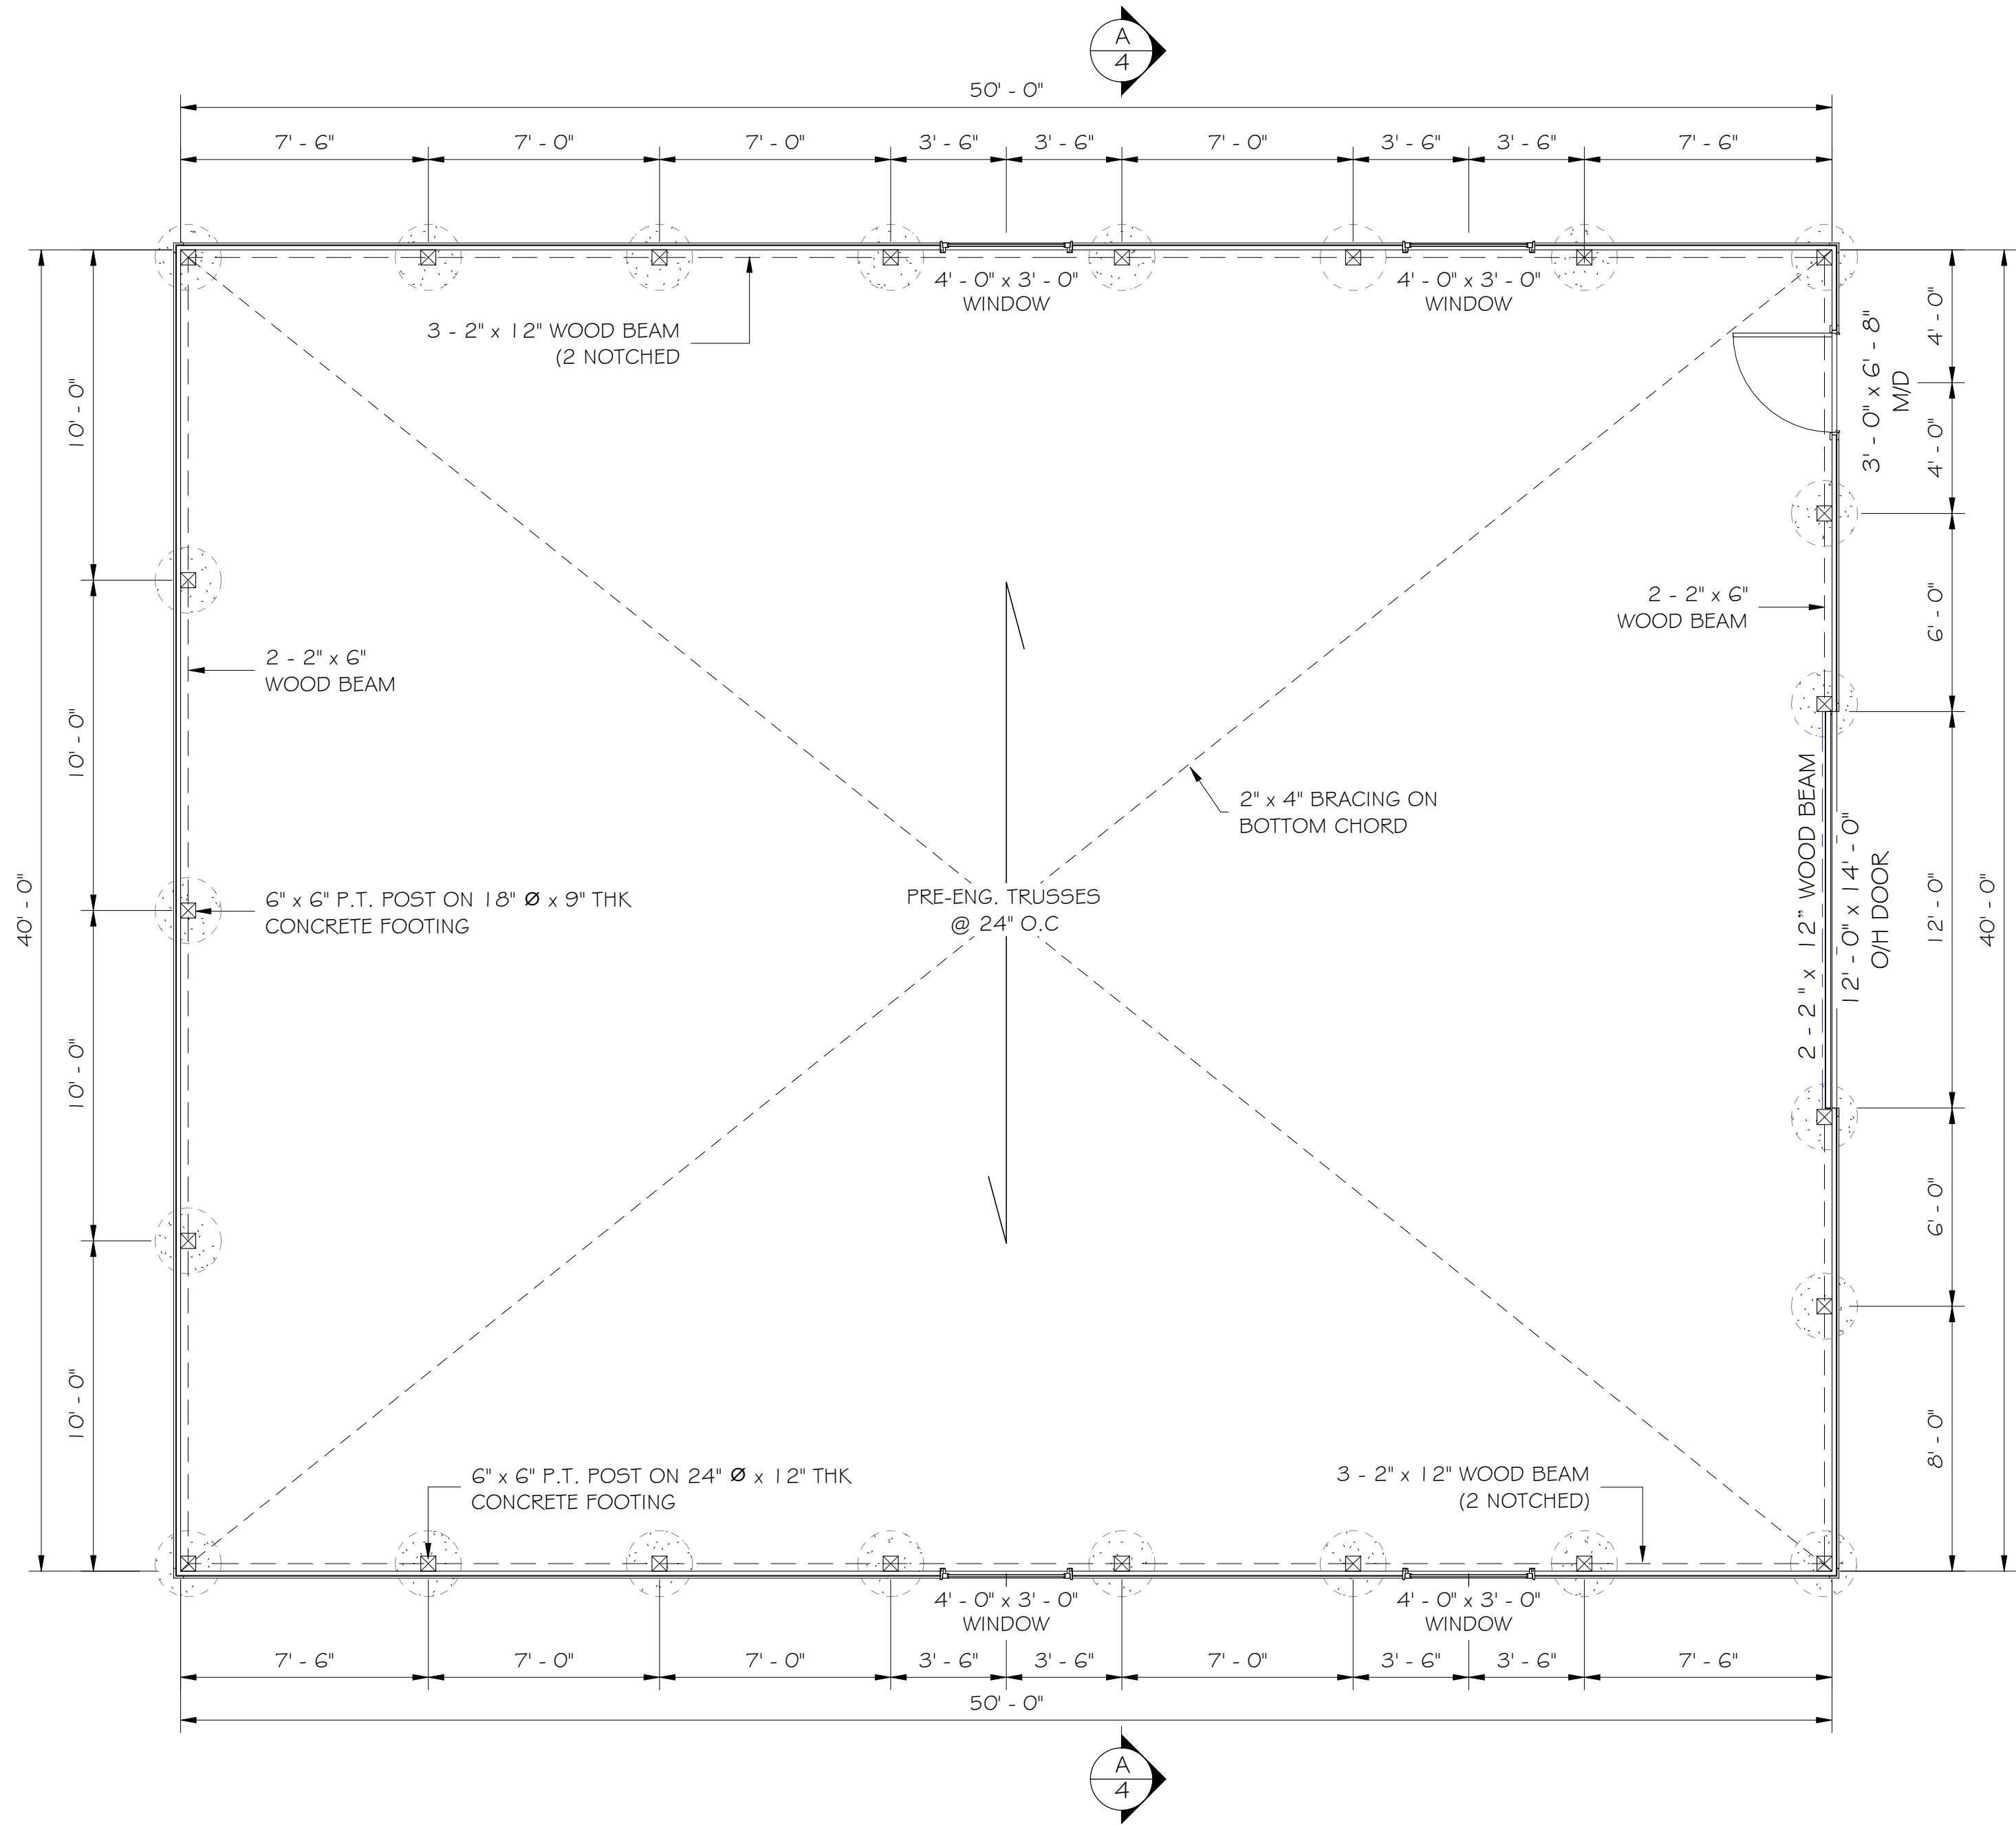 A
4
50' - 0"
7' - 6" 7' - 0" 7' - 0" 3' - 6" 3' - 6" 7' - 0" 3' - 6" 3' - 6" 7' - 6"
4' - 0" x 3' - 0"
WINDOW
4' - 0" x 3' - 0"
WINDOW
3 - 2" x 12" WOOD BEAM
(2 NOTCHED
3' - 0" x 6' - 8"
M/D
4' - 0"
4' - 0"
6' - 0"
12' - 0"
6' - 0"
8' - 0"
40' - 0"
10' - 0"
10' - 0"
10' - 0"
10' - 0"
40' - 0"
2 - 2" x 6"
WOOD BEAM
2 - 2" x 6"
WOOD BEAM
2" x 4" BRACING ON
BOTTOM CHORD
2 - 2" x 12” WOOD BEAM
12' - 0" x 14' - 0"
O/H DOOR
6" x 6" P.T. POST ON 18" Ø x 9" THK
CONCRETE FOOTING
PRE-ENG. TRUSSES
@ 24" O.C
6" x 6" P.T. POST ON 24" Ø x 12" THK
CONCRETE FOOTING
3 - 2" x 12" WOOD BEAM
(2 NOTCHED)
4' - 0" x 3' - 0"
WINDOW
4' - 0" x 3' - 0"
WINDOW
7' - 6" 7' - 0" 7' - 0" 3' - 6" 3' - 6" 7' - 0" 3' - 6" 3' - 6" 7' - 6"
50' - 0"
A
4